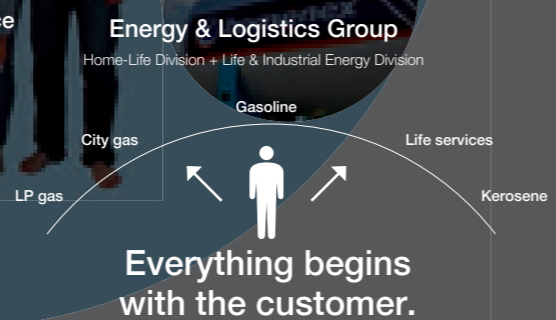 ce
Energy & Logistics Group
Home-Life Division + Life & Industrial Energy Division
Gasoline
City gas
Life services
LP gas
Kerosene
Everything begins
with the customer.